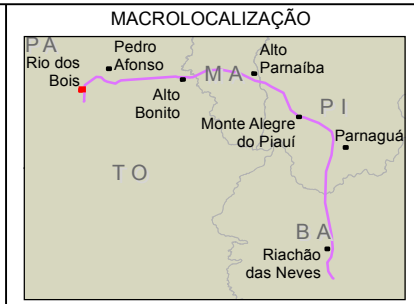 MACROLOCALIZAÇÃO
PA
Rio dos
Bois
Pedro
Afonso
Alto
Bonito
MA
Alto
Parnaíba
PI
Monte Alegre
do Piauí
Parnaguá
TO
BA
Riachão
das Neves